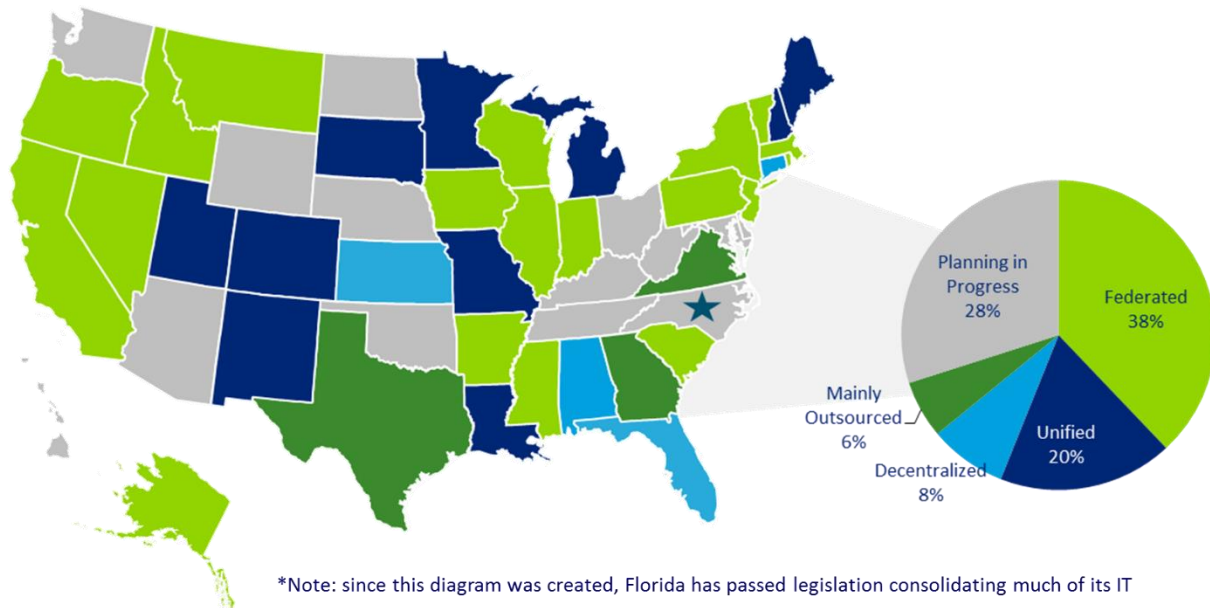 Planning in
Progress
28%
Federated
38%
Mainly
Outsourced
6%
Unified
20%
Decentralized
8%
*Note: since this diagram was created, Florida has passed legislation consolidating much of its IT